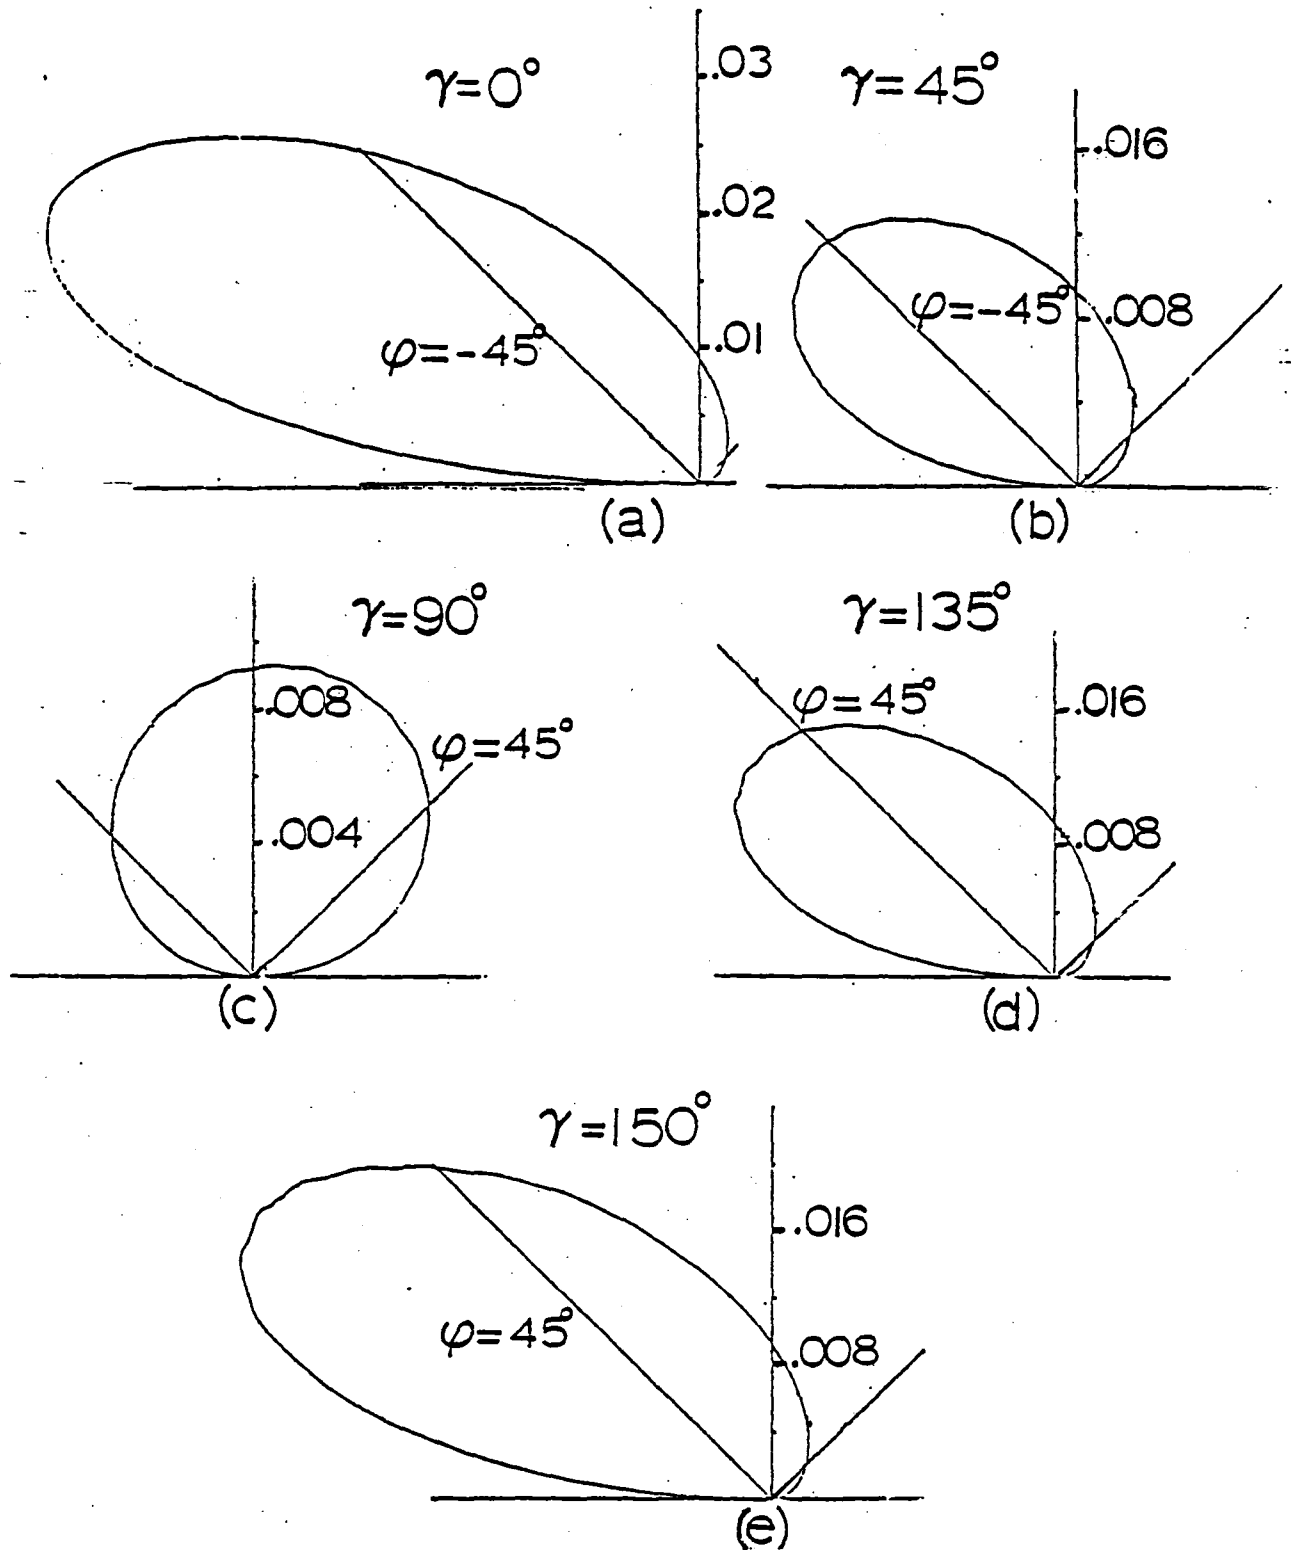 γ=0°
.03
.02
.01
φ=-45°
(a)
γ=45°
.016
φ=-45°
.008
(b)
γ=90°
.008
φ=45°
.004
(c)
γ=135°
φ=45°
.016
.008
(d)
γ=150°
.016
φ=45°
.008
(e)